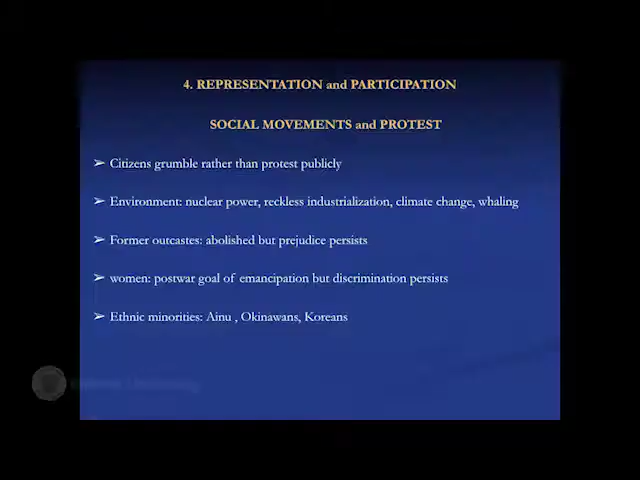 4. REPRESENTATION and PARTICIPATION
SOCIAL MOVEMENTS and PROTEST
➢ Citizens grumble rather than protest publicly
➢ Environment: nuclear power, reckless industrialization, climate change, whaling
➢ Former outcastes: abolished but prejudice persists
➢ women: postwar goal of emancipation but discrimination persists
➢ Ethnic minorities: Ainu , Okinawans, Koreans